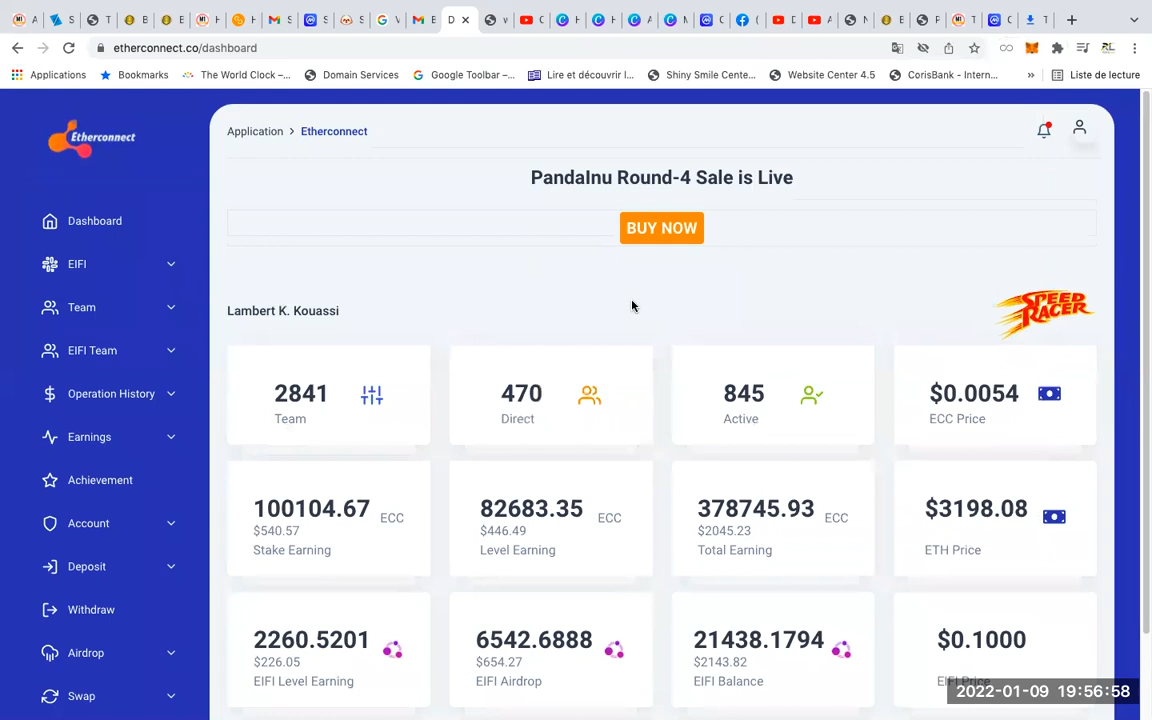 etherconnect.co/dashboard
Applications
Bookmarks
The World Clock –...
Domain Services
Google Toolbar –...
Lire et découvrir l...
Shiny Smile Cente...
Website Center 4.5
CorisBank - Intern...
»
Liste de lecture
Etherconnect
Application > Etherconnect
PandaInu Round-4 Sale is Live
BUY NOW
Dashboard
EIFI
Team
EIFI Team
Operation History
Earnings
Achievement
Account
Deposit
Withdraw
Airdrop
Swap
Lambert K. Kouassi
SPEED
RACER
2841
Team
470
Direct
845
Active
$0.0054
ECC Price
100104.67 ECC
$540.57
Stake Earning
82683.35 ECC
$446.49
Level Earning
378745.93 ECC
$2045.23
Total Earning
$3198.08
ETH Price
2260.5201
$226.05
EIFI Level Earning
6542.6888
$654.27
EIFI Airdrop
21438.1794
$2143.82
EIFI Balance
$0.1000
EIFI Price
2022-01-09 19:56:58